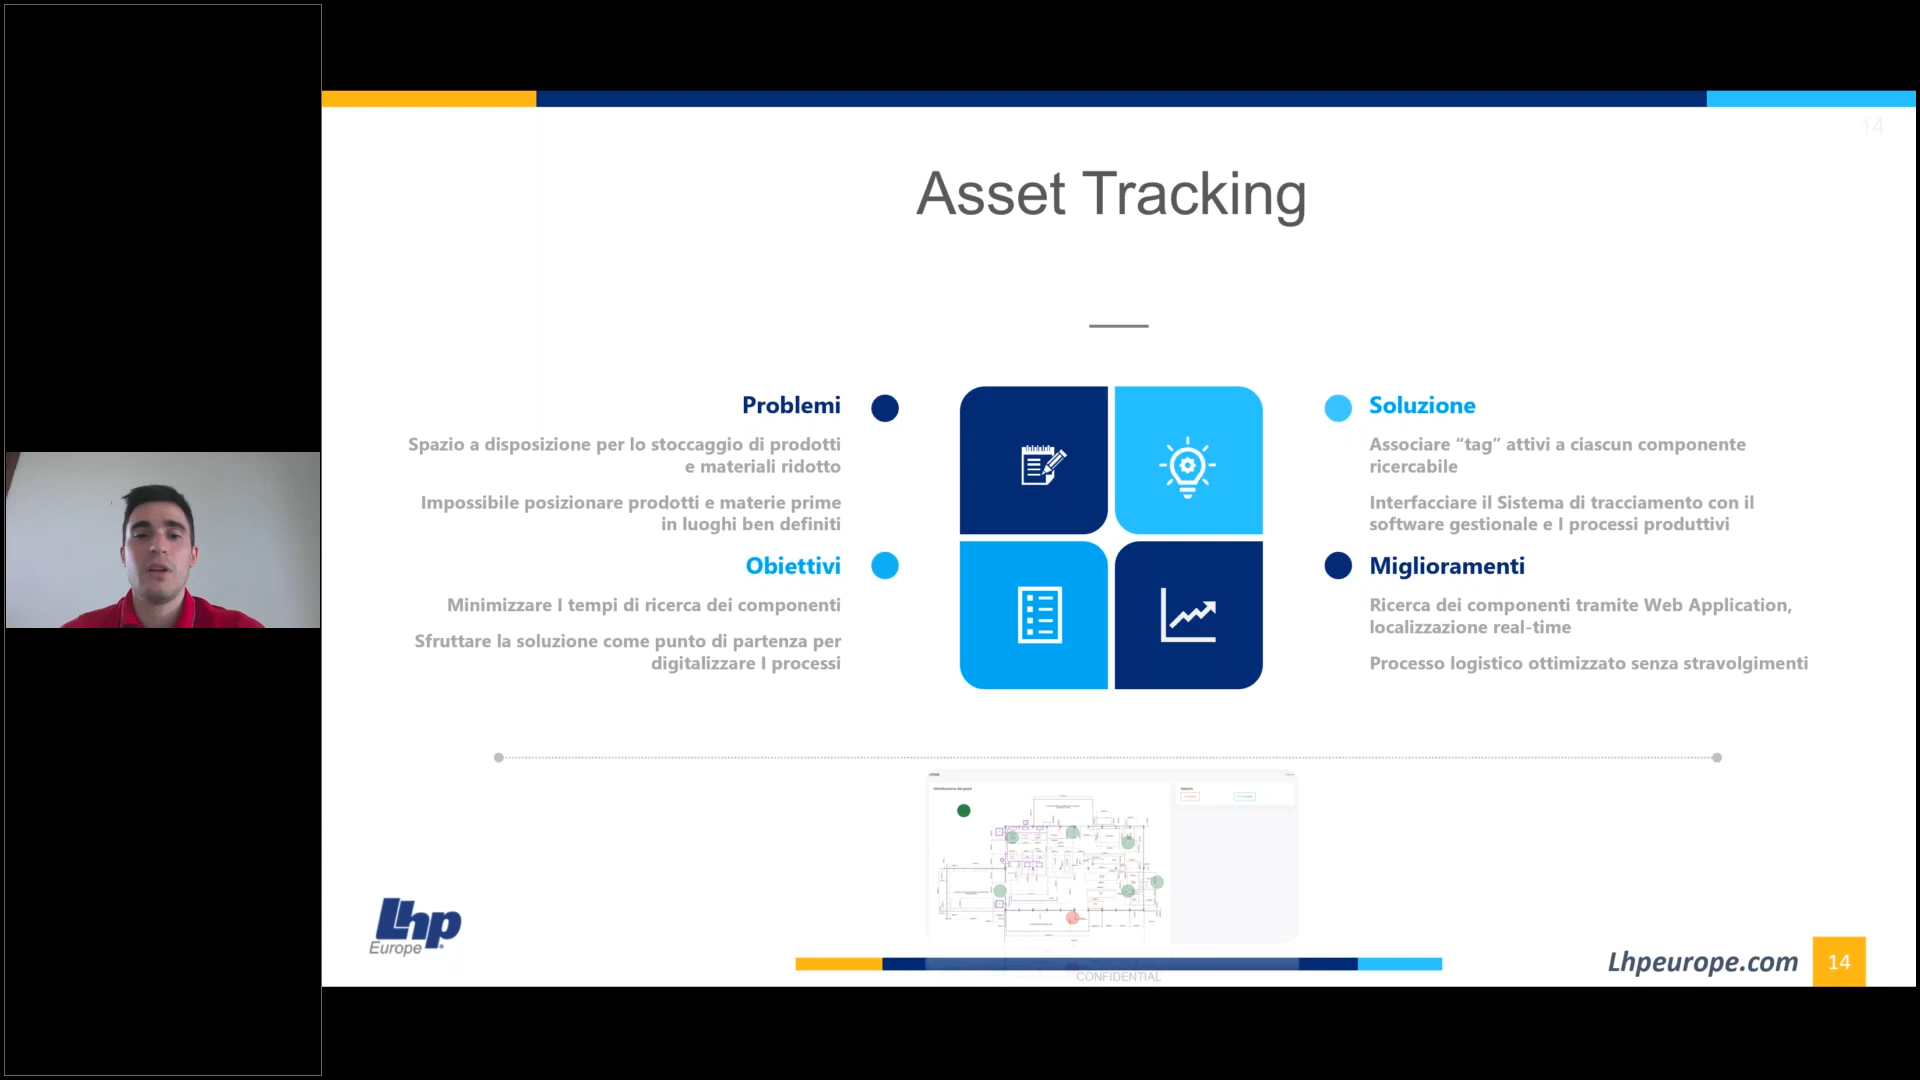 14
Asset Tracking
Problemi
Spazio a disposizione per lo stoccaggio di prodotti
e materiali ridotto
Impossibile posizionare prodotti e materie prime
in luoghi ben definiti
Obiettivi
Minimizzare I tempi di ricerca dei componenti
Sfruttare la soluzione come punto di partenza per
digitalizzare I processi
Soluzione
Associare “tag” attivi a ciascun componente
ricercabile
Interfacciare il Sistema di tracciamento con il
software gestionale e I processi produttivi
Miglioramenti
Ricerca dei componenti tramite Web Application,
localizzazione real-time
Processo logistico ottimizzato senza stravolgimenti
Lhp
Europe
CONFIDENTIAL
Lhpeurope.com
14